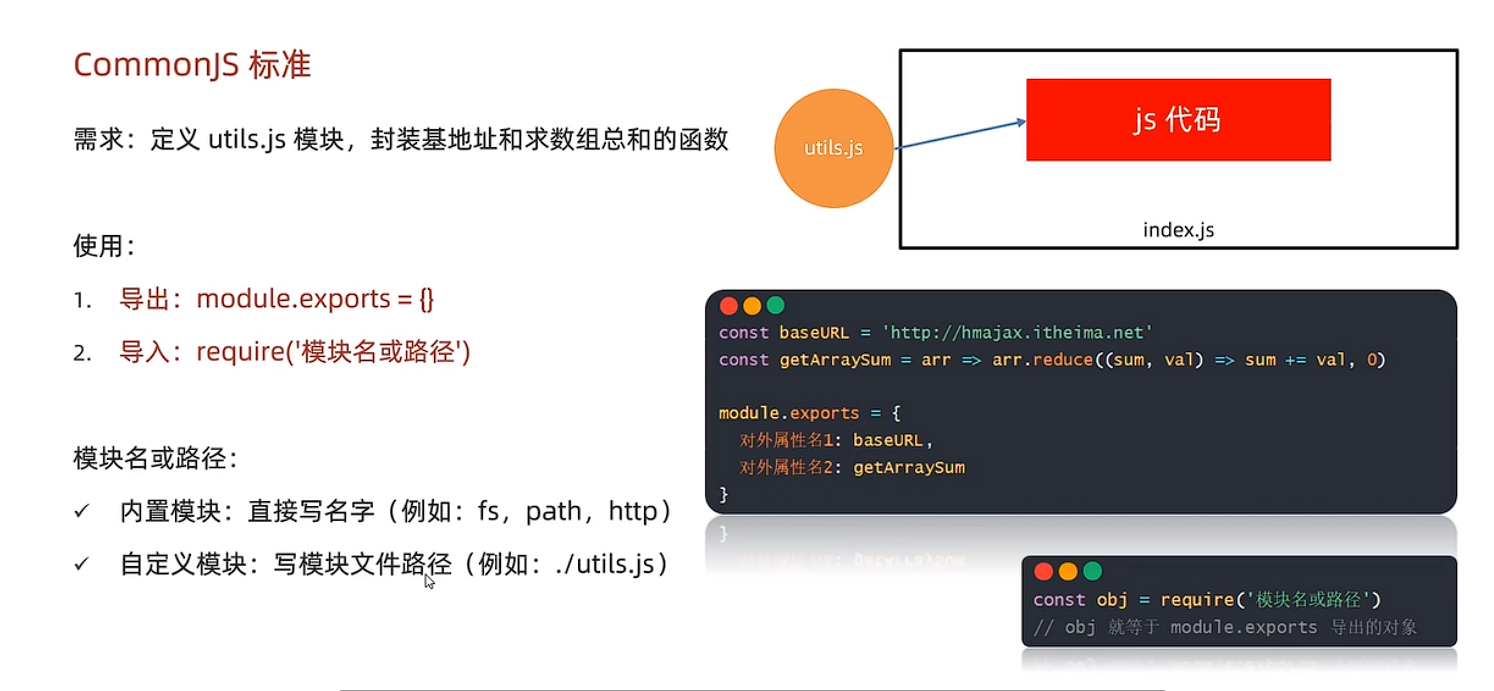 CommonJS 标准
需求：定义 utils.js 模块，封装基地址和求数组总和的函数
使用：
1. 导出：module.exports = {}
2. 导入：require('模块名或路径')
模块名或路径：
✓ 内置模块：直接写名字（例如：fs，path，http）
✓ 自定义模块：写模块文件路径（例如：./utils.js）
utils.js
js 代码
index.js
const baseURL = 'http://hmajax.itheima.net'
const getArraySum = arr => arr.reduce((sum, val) => sum += val, 0)
module.exports = {
对外属性名1: baseURL,
对外属性名2: getArraySum
}
const obj = require('模块名或路径')
// obj 就等于 module.exports 导出的对象